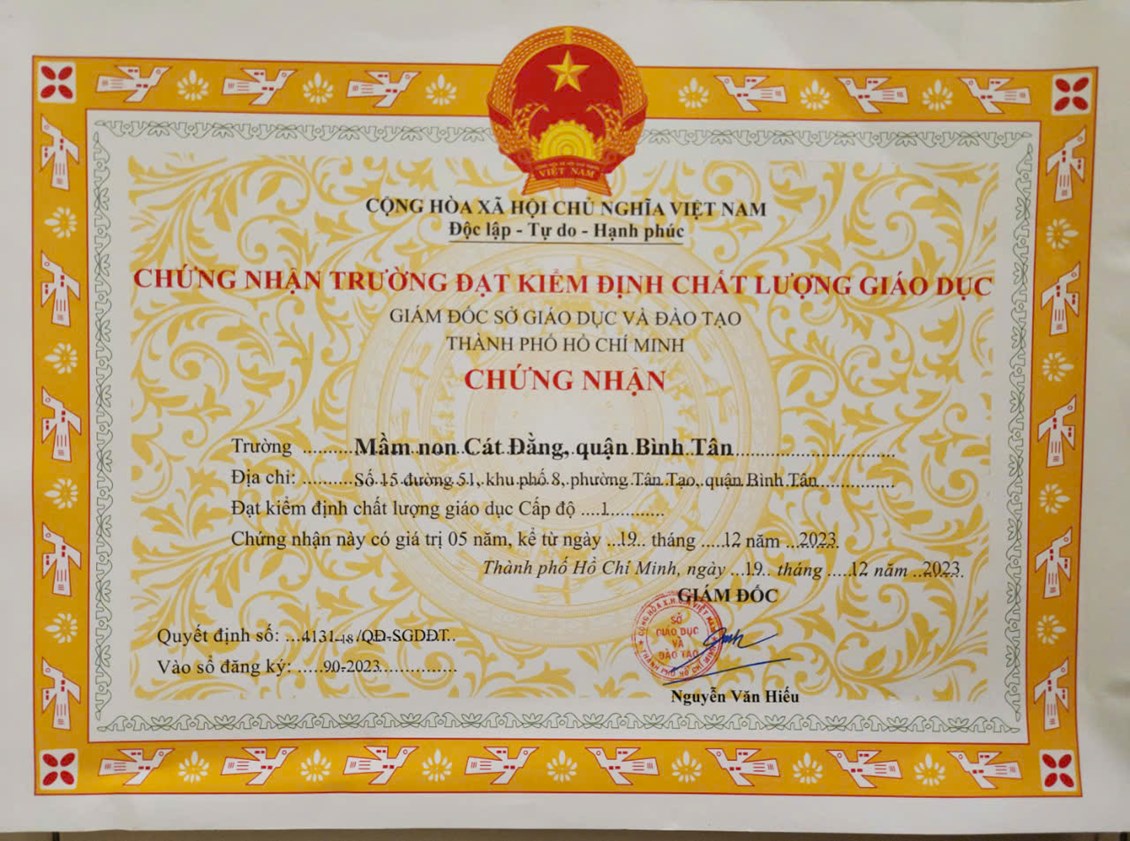 VIỆT NAM
CỘNG HÒA XÃ HỘI CHỦ NGHĨA VIỆT NAM
Độc lập - Tự do - Hạnh phúc
CHỨNG NHẬN TRƯỜNG ĐẠT KIỂM ĐỊNH CHẤT LƯỢNG GIÁO DỤC
GIÁM ĐỐC SỞ GIÁO DỤC VÀ ĐÀO TẠO
THÀNH PHỐ HỒ CHÍ MINH
CHỨNG NHẬN
Trường ..........Mầm non Cát Đằng, quận Bình Tân..............................
Địa chỉ: ..........Số 15 đường 51, khu phố 8, phường Tân Tạo, quận Bình Tân...............
Đạt kiểm định chất lượng giáo dục Cấp độ ....1...........
Chứng nhận này có giá trị 05 năm, kể từ ngày ...19.. tháng .....12 năm ...2023.
Thành phố Hồ Chí Minh, ngày ...19.. tháng .....12 năm ...2023.
GIÁM ĐỐC
Quyết định số: ...4131.48/QĐ-SGDĐT..
Vào sổ đăng ký: .....90-2023...............
SỞ
GIÁO DỤC
VÀ
ĐÀO TẠO
THÀNH PHỐ HỒ CHÍ MINH
Nguyễn Văn Hiếu